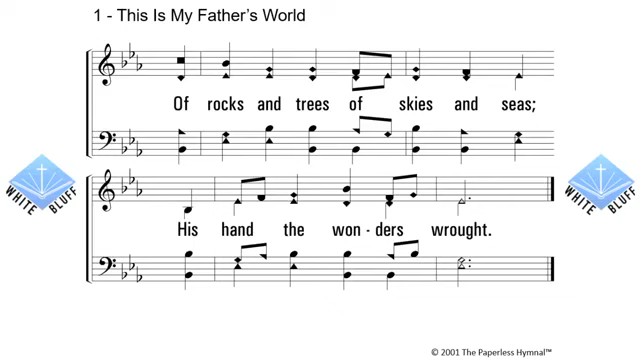 1 - This Is My Father's World
Of rocks and trees of skies and seas;
WHITE BLUFF
WHITE BLUFF
His hand the won - ders wrought.
© 2001 The Paperless Hymnal™